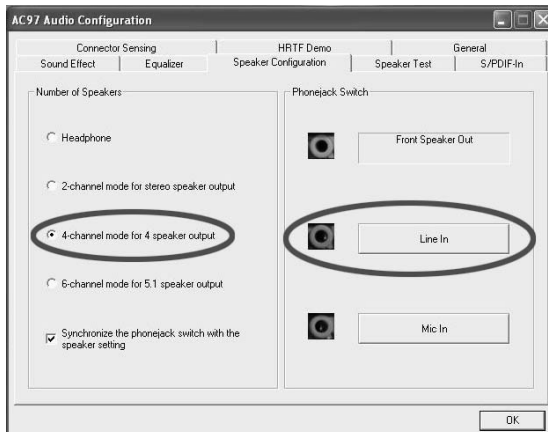 AC97 Audio Configuration
Connector Sensing HRTF Demo General
Sound Effect Equalizer Speaker Configuration Speaker Test S/PDIF-In
Number of Speakers
Headphone
2-channel mode for stereo speaker output
4-channel mode for 4 speaker output
6-channel mode for 5.1 speaker output
Synchronize the phonejack switch with the
speaker setting
Phonejack Switch
Front Speaker Out
Line In
Mic In
OK